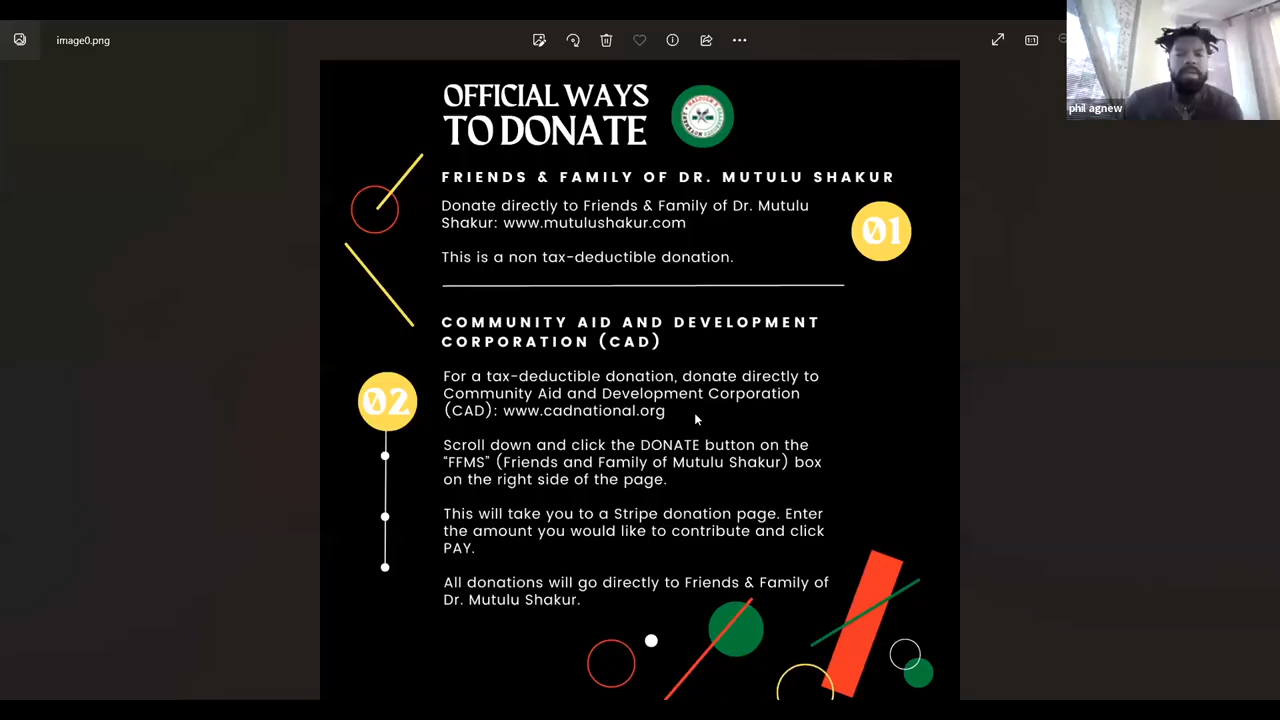 image0.png
phil agnew
OFFICIAL WAYS
TO DONATE
FRIENDS & FAMILY OF DR. MUTULU SHAKUR
Donate directly to Friends & Family of Dr. Mutulu
Shakur: www.mutulushakur.com
01
This is a non tax-deductible donation.
COMMUNITY AID AND DEVELOPMENT
CORPORATION (CAD)
02
For a tax-deductible donation, donate directly to
Community Aid and Development Corporation
(CAD): www.cadnational.org
Scroll down and click the DONATE button on the
"FFMS" (Friends and Family of Mutulu Shakur) box
on the right side of the page.
This will take you to a Stripe donation page. Enter
the amount you would like to contribute and click
PAY.
All donations will go directly to Friends & Family of
Dr. Mutulu Shakur.